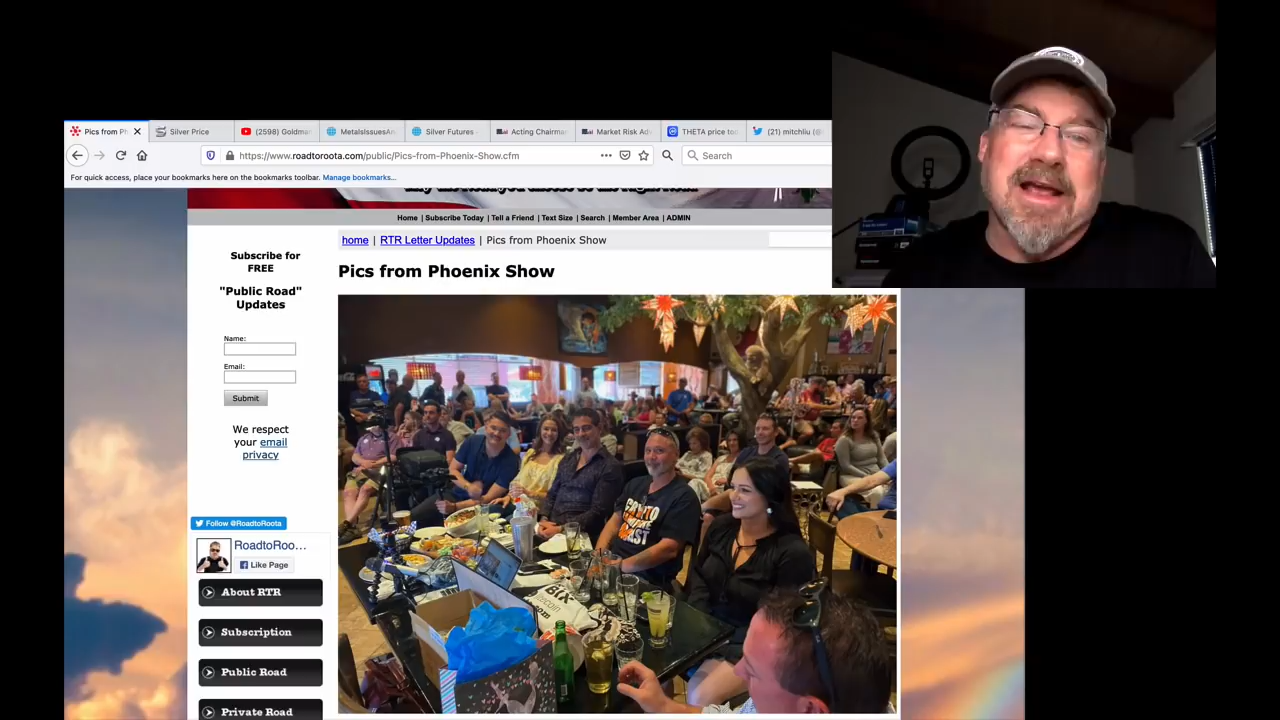 Pics from Ph
Silver Price
(2598) Goldma
MetalsIssuesAn
Silver Futures -
Acting Chairman
Market Risk Adv
THETA price to
(21) mitchliu (@
https://www.roadtoroota.com/public/Pics-from-Phoenix-Show.cfm
Search
For quick access, place your bookmarks here on the bookmarks toolbar. Manage bookmarks...
Home | Subscribe Today | Tell a Friend | Text Size | Search | Member Area | ADMIN
home | RTR Letter Updates | Pics from Phoenix Show
Pics from Phoenix Show
Subscribe for
FREE
"Public Road"
Updates
Name:
Email:
Submit
We respect
your email
privacy
Follow @RoadtoRoota
RoadtoRoo...
Like Page
About RTR
Subscription
Public Road
Private Road
BIX